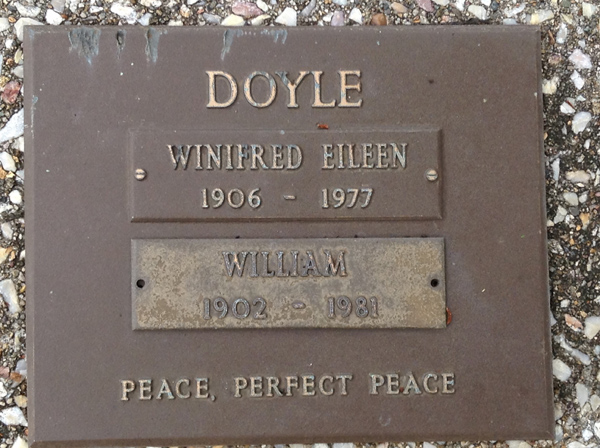 DOYLE
WINIFRED EILEEN
1906 - 1977
WILLIAM
1902 - 1981
PEACE, PERFECT PEACE